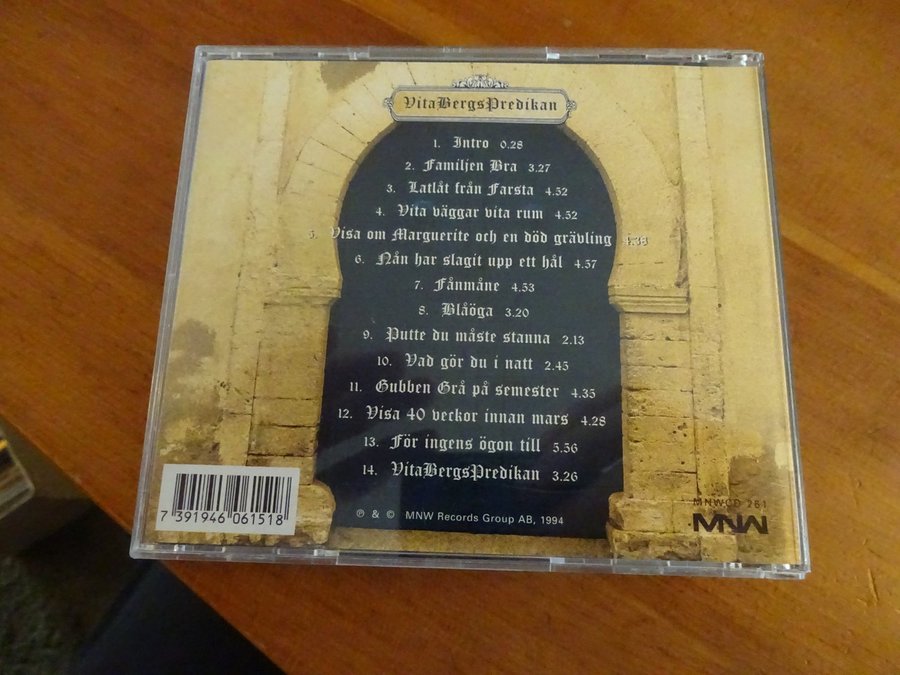 VitaBergsPredikan
1. Intro 0.28
2. Familjen Bra 3.27
3. Latlåt från Farsta 4.52
4. Vita väggar vita rum 4.52
5. Visa om Marguerite och en död grävling 4.38
6. Nån har slagit upp ett hål 4.57
7. Fånmåne 4.53
8. Blåöga 3.20
9. Putte du måste stanna 2.13
10. Vad gör du i natt 2.45
11. Gubben Grå på semester 4.35
12. Visa 40 veckor innan mars 4.28
13. För ingens ögon till 5.56
14. VitaBergsPredikan 3.26
℗ & © MNW Records Group AB, 1994
7 391946 061518
MNWCD 261
MNW